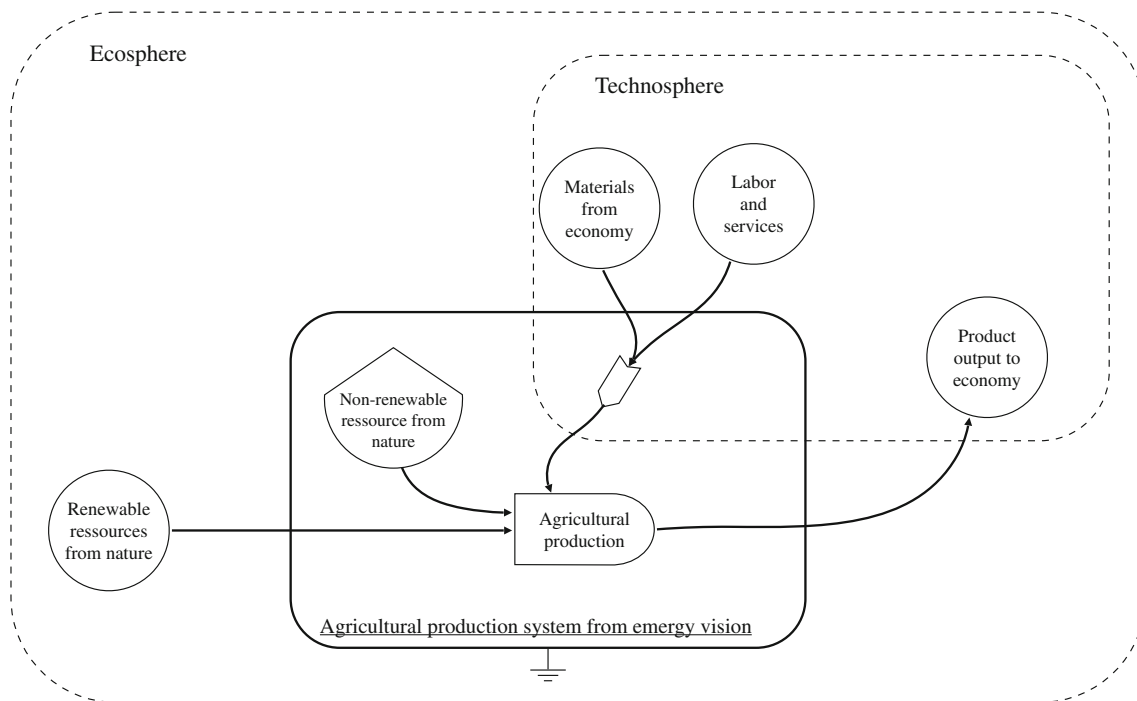 Ecosphere
Technosphere
Materials
from
economy
Labor
and
services
Product
output to
economy
Non-renewable
ressource from
nature
Renewable
ressources
from nature
Agricultural
production
Agricultural production system from emergy vision